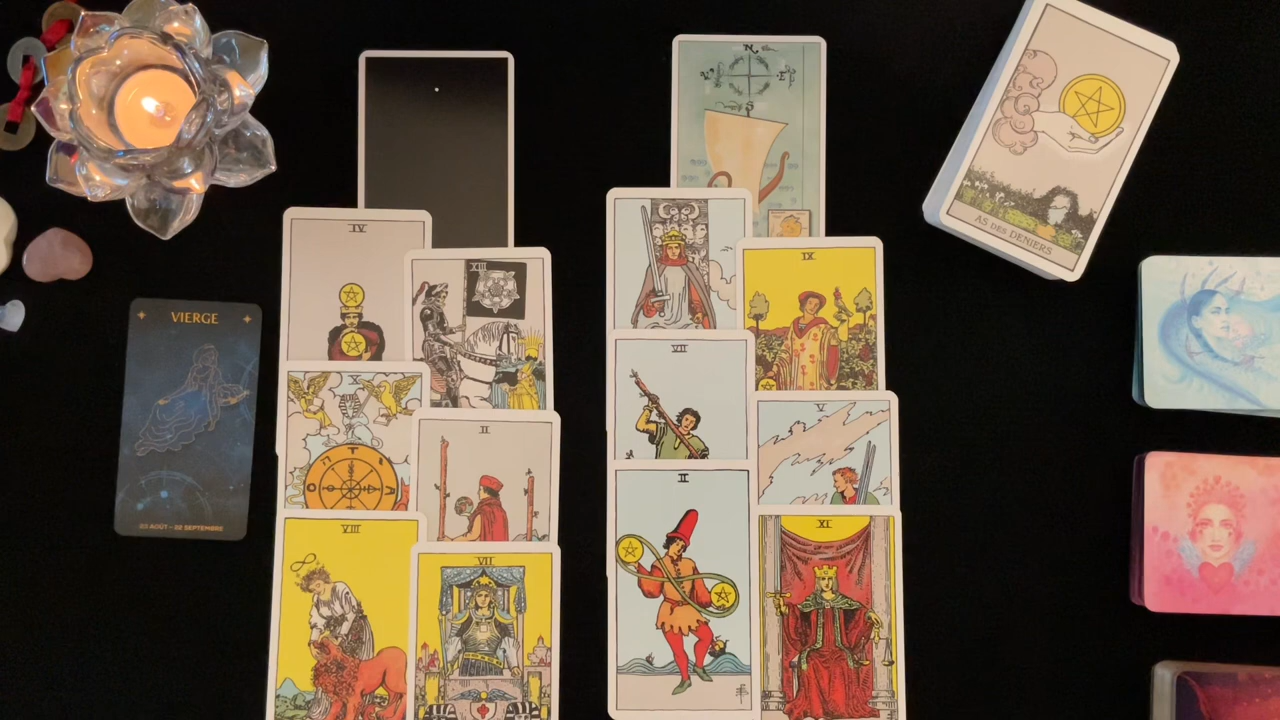 VIERGE
23 AOÛT - 22 SEPTEMBRE
IV
XIII
X
II
VIII
VII
N
E
S
IX
VII
V
II
XI
AS DES DENIERS